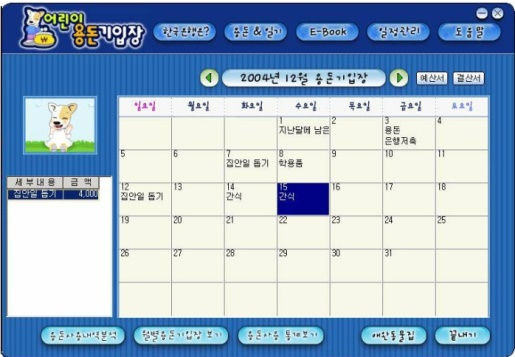 어린이
용돈기입장
한국은행은?
용돈 & 일기
E-Book
일정관리
도움말
2004년 12월 용돈기입장
예산서
결산서
일요일 월요일 화요일 수요일 목요일 금요일 토요일
1 2 3 4
지난달에 남은
용돈
은행저축
5 6 7 8 9 10 11
집안일 돕기
학용품
세부내용 금액
집안일 돕기 4,000
12 13 14 15 16 17 18
집안일 돕기
간식
간식
19 20 21 22 23 24 25
26 27 28 29 30 31
용돈사용내역분석
월별용돈기입장 보기
용돈사용 통계보기
애완동물집
끝내기